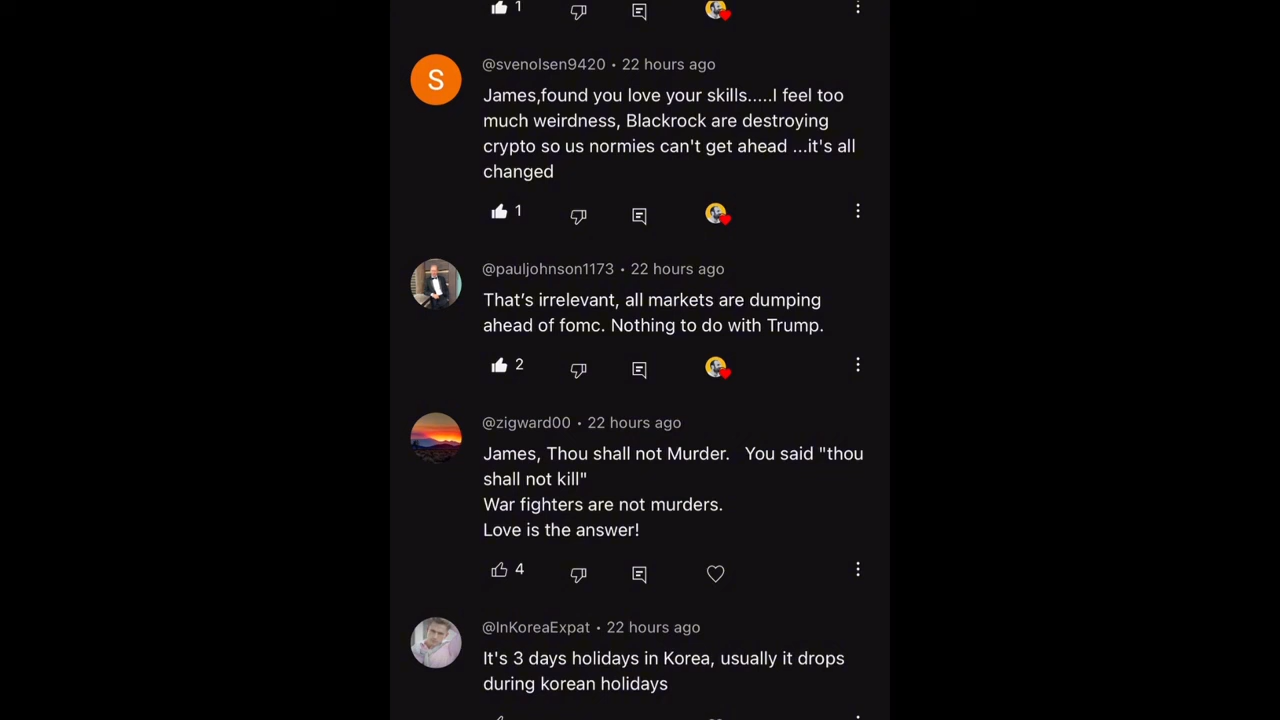 1
@svenolsen9420 • 22 hours ago
S
James,found you love your skills.....I feel too
much weirdness, Blackrock are destroying
crypto so us normies can't get ahead ...it's all
changed
1
@pauljohnson1173 • 22 hours ago
That’s irrelevant, all markets are dumping
ahead of fomc. Nothing to do with Trump.
2
@zigward00 • 22 hours ago
James, Thou shall not Murder.   You said "thou
shall not kill"
War fighters are not murders.
Love is the answer!
4
@InKoreaExpat • 22 hours ago
It's 3 days holidays in Korea, usually it drops
during korean holidays